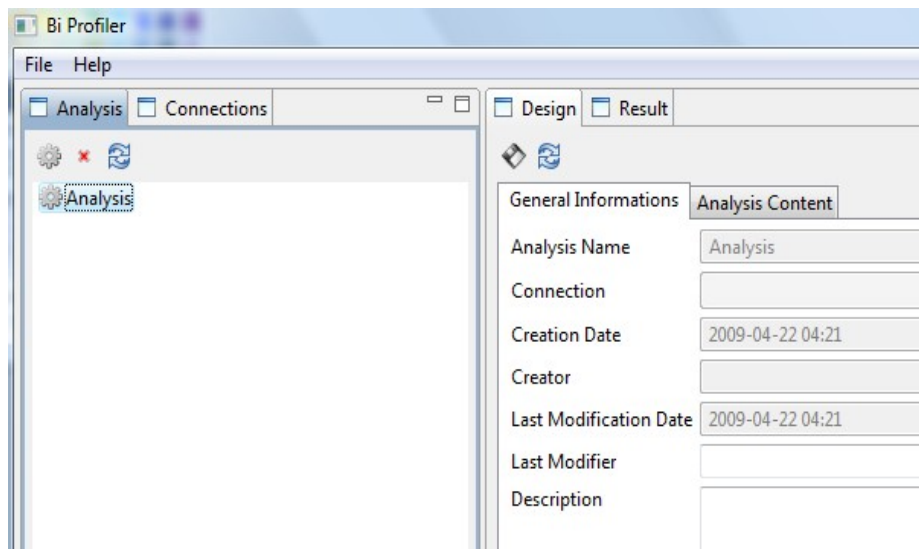 Bi Profiler
File Help
Analysis Connections
Analysis
Design Result
General Informations Analysis Content
Analysis Name Analysis
Connection
Creation Date 2009-04-22 04:21
Creator
Last Modification Date 2009-04-22 04:21
Last Modifier
Description